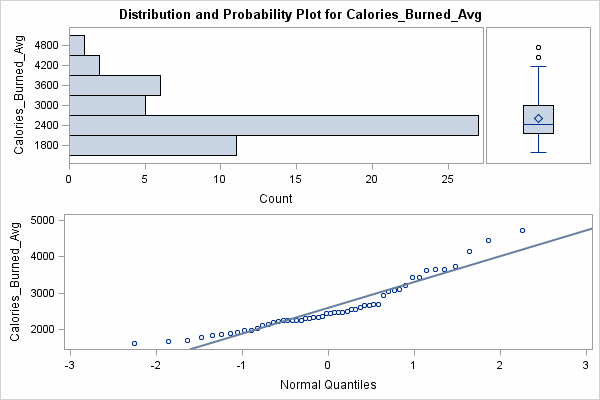 Distribution and Probability Plot for Calories_Burned_Avg
Calories_Burned_Avg
4800
4200
3600
3000
2400
1800
0 5 10 15 20 25
Count
Calories_Burned_Avg
5000
4000
3000
2000
-3 -2 -1 0 1 2 3
Normal Quantiles